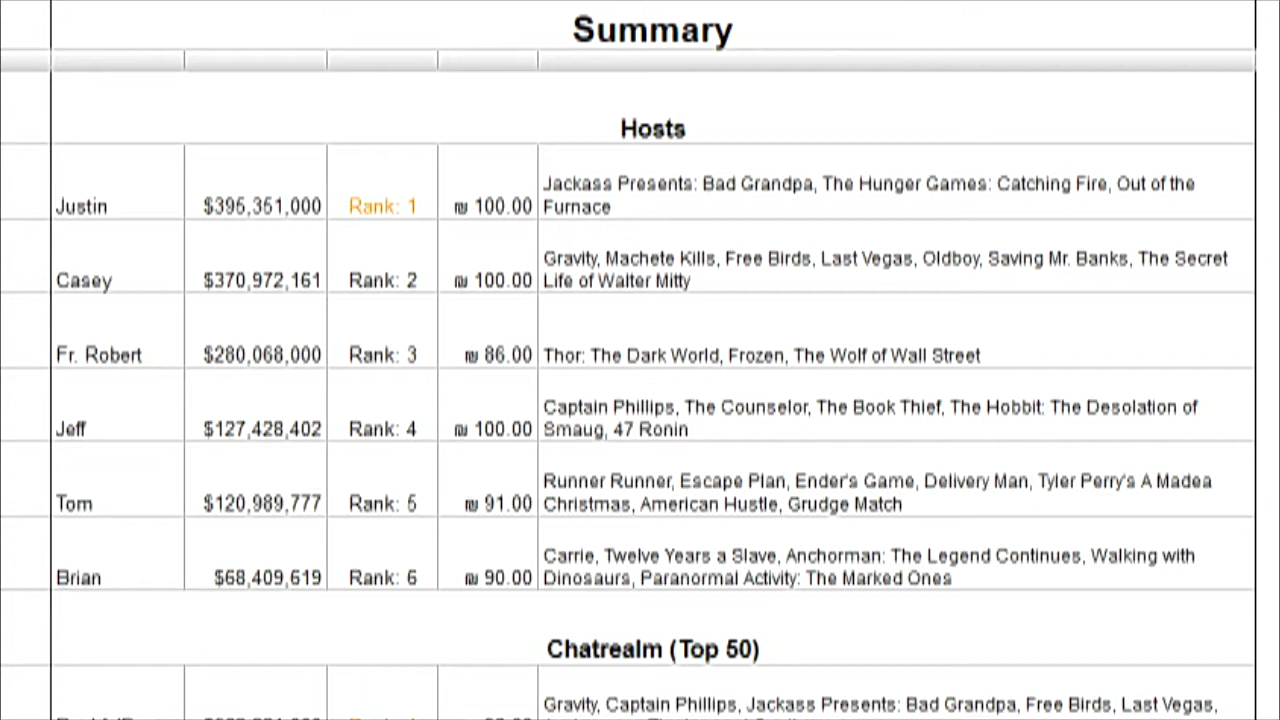 Summary
Hosts
Justin $395,351,000 Rank: 1 ₪ 100.00 Jackass Presents: Bad Grandpa, The Hunger Games: Catching Fire, Out of the
Furnace
Casey $370,972,161 Rank: 2 ₪ 100.00 Gravity, Machete Kills, Free Birds, Last Vegas, Oldboy, Saving Mr. Banks, The Secret
Life of Walter Mitty
Fr. Robert $280,068,000 Rank: 3 ₪ 86.00 Thor: The Dark World, Frozen, The Wolf of Wall Street
Jeff $127,428,402 Rank: 4 ₪ 100.00 Captain Phillips, The Counselor, The Book Thief, The Hobbit: The Desolation of
Smaug, 47 Ronin
Tom $120,989,777 Rank: 5 ₪ 91.00 Runner Runner, Escape Plan, Ender's Game, Delivery Man, Tyler Perry's A Madea
Christmas, American Hustle, Grudge Match
Brian $68,409,619 Rank: 6 ₪ 90.00 Carrie, Twelve Years a Slave, Anchorman: The Legend Continues, Walking with
Dinosaurs, Paranormal Activity: The Marked Ones
Chatrealm (Top 50)
Gravity, Captain Phillips, Jackass Presents: Bad Grandpa, Free Birds, Last Vegas,